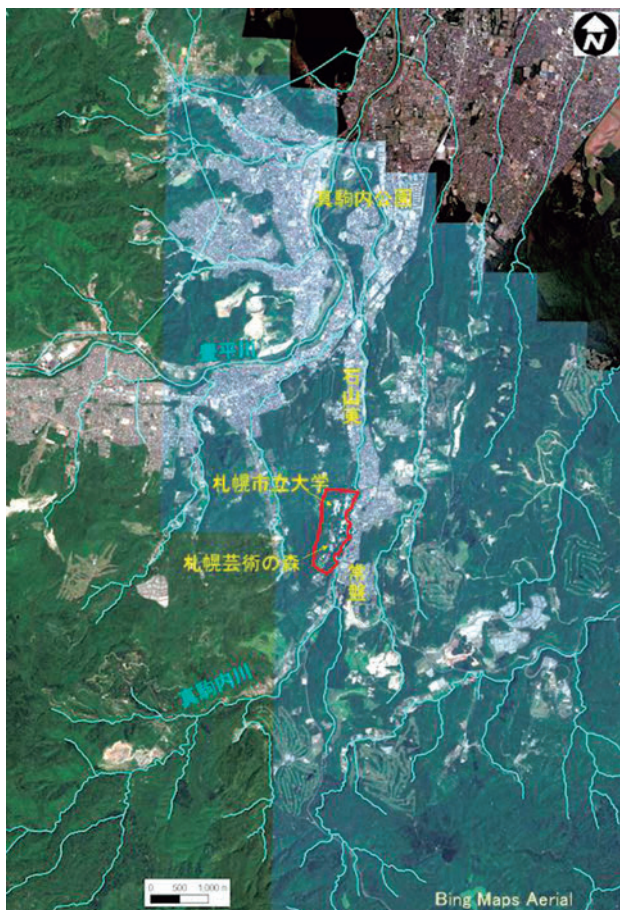 N
真駒内公園
豊平川
石山東
札幌市立大学
札幌芸術の森
常盤
真駒内川
0 500 1,000 m
Bing Maps Aerial